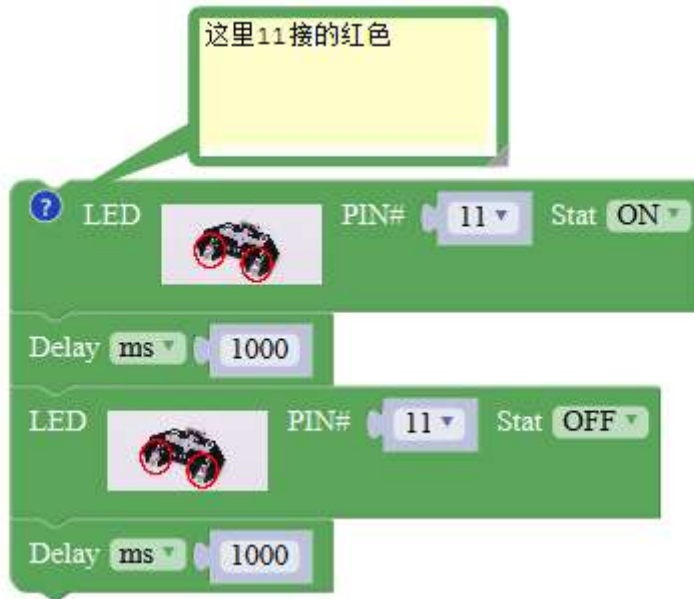 这里11接的红色
? LED PIN# 11 Stat ON
Delay ms 1000
LED PIN# 11 Stat OFF
Delay ms 1000